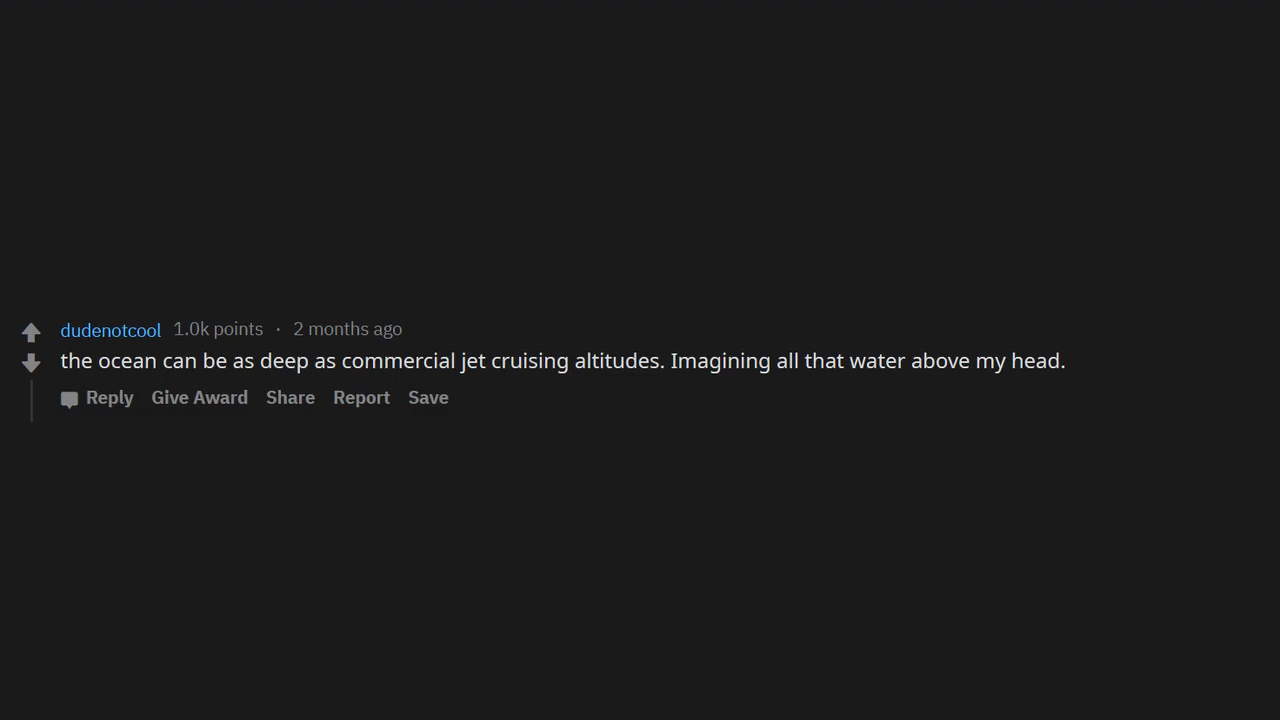 dudenotcool 1.0k points · 2 months ago
the ocean can be as deep as commercial jet cruising altitudes. Imagining all that water above my head.
Reply Give Award Share Report Save